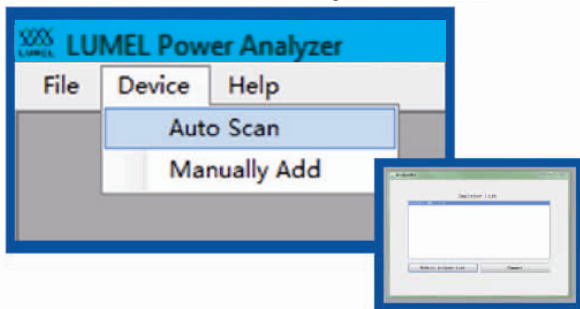 LUMEL
LUMEL Power Analyzer
File Device Help
Auto Scan
Manually Add
Analyzer List
Connect